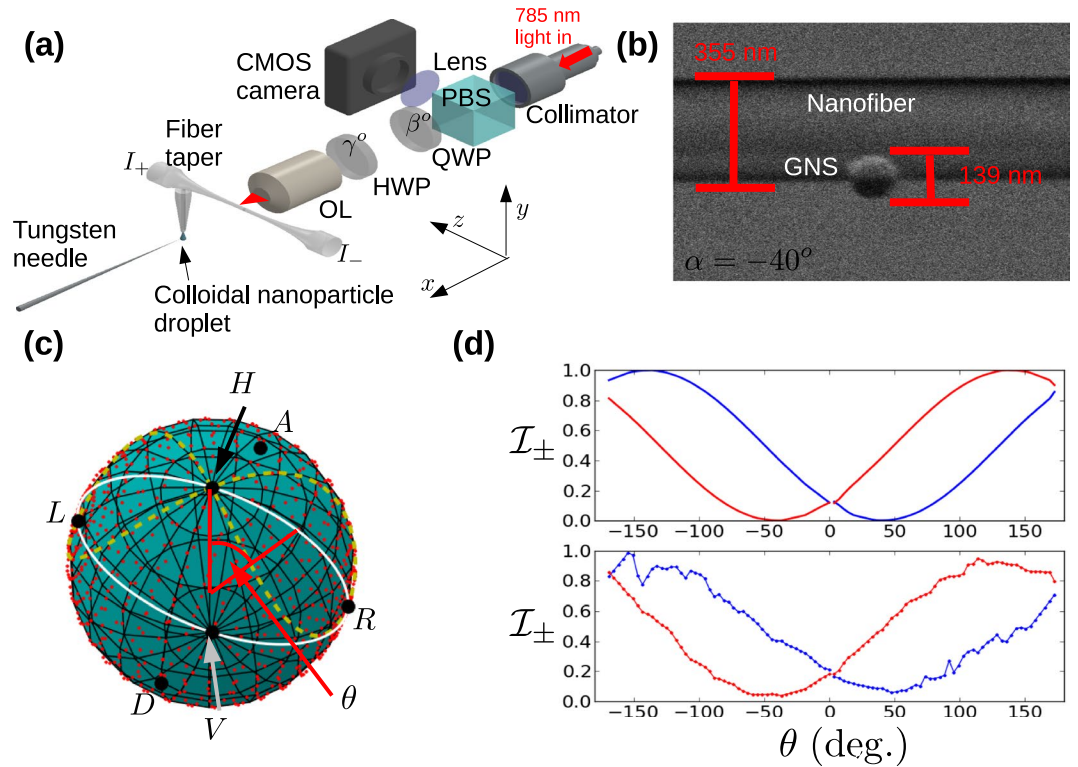 (a)
785 nm
light in
CMOS
camera
Lens
PBS
Collimator
Fiber
taper
γ°
β°
QWP
HWP
OL
I₊
I₋
Tungsten
needle
Colloidal nanoparticle
droplet
y
z
x
(b)
355 nm
Nanofiber
GNS
139 nm
α = −40°
(c)
H
A
L
R
D
V
θ
(d)
1.0
0.8
0.6
0.4
0.2
0.0
𝓘±
−150 −100 −50 0 50 100 150
1.0
0.8
0.6
0.4
0.2
0.0
𝓘±
−150 −100 −50 0 50 100 150
θ (deg.)